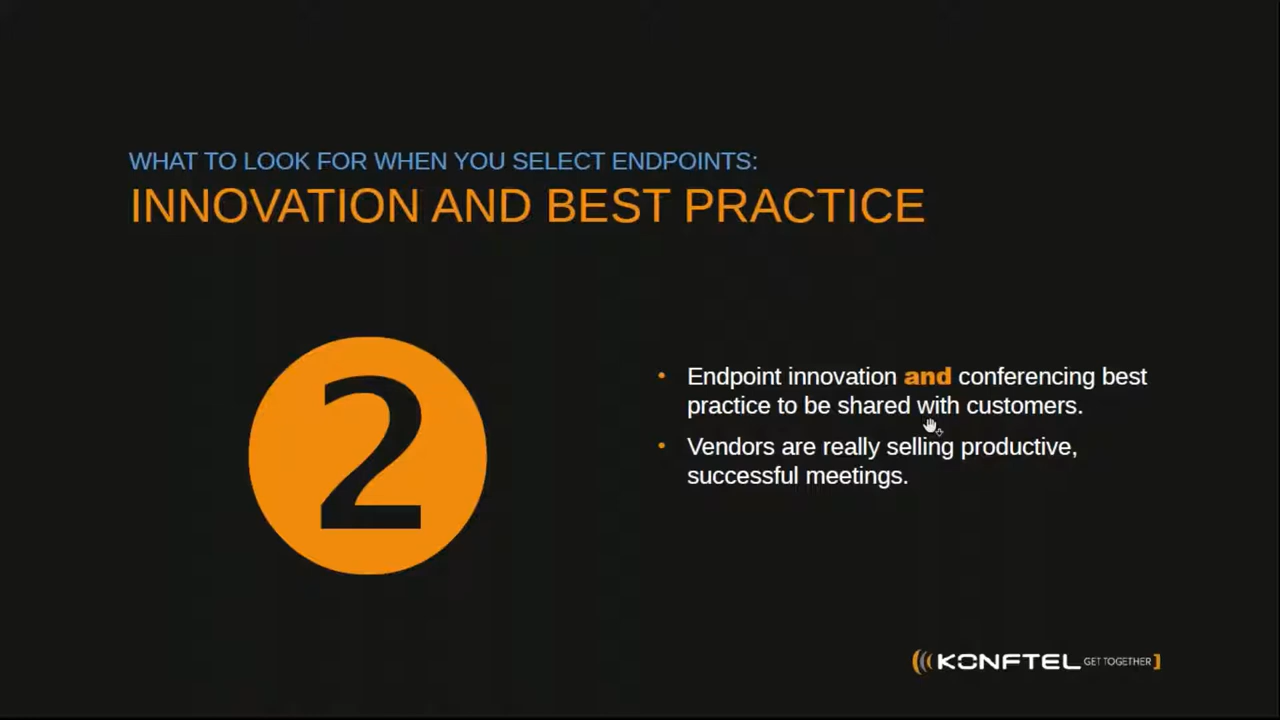 WHAT TO LOOK FOR WHEN YOU SELECT ENDPOINTS:
INNOVATION AND BEST PRACTICE
2
• Endpoint innovation and conferencing best
practice to be shared with customers.
• Vendors are really selling productive,
successful meetings.
KONFTEL GET TOGETHER